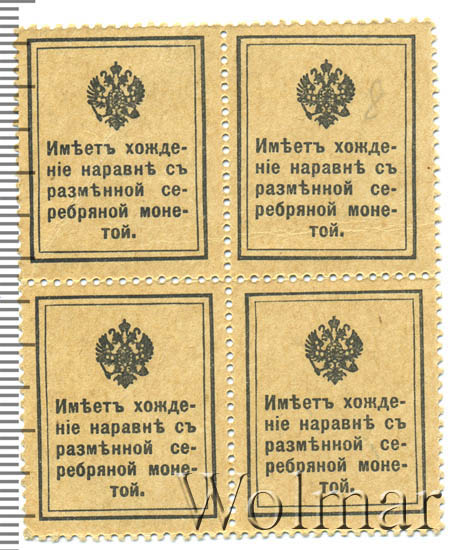 Имѣетъ хожде-
ніе наравнѣ съ
размѣнной се-
ребряной моне-
той.
8
Имѣетъ хожде-
ніе наравнѣ съ
размѣнной се-
ребряной моне-
той.
Имѣетъ хожде-
ніе наравнѣ съ
размѣнной се-
ребряной моне-
той.
Имѣетъ хожде-
ніе наравнѣ съ
размѣнной се-
ребряной моне-
той.
Wolmar